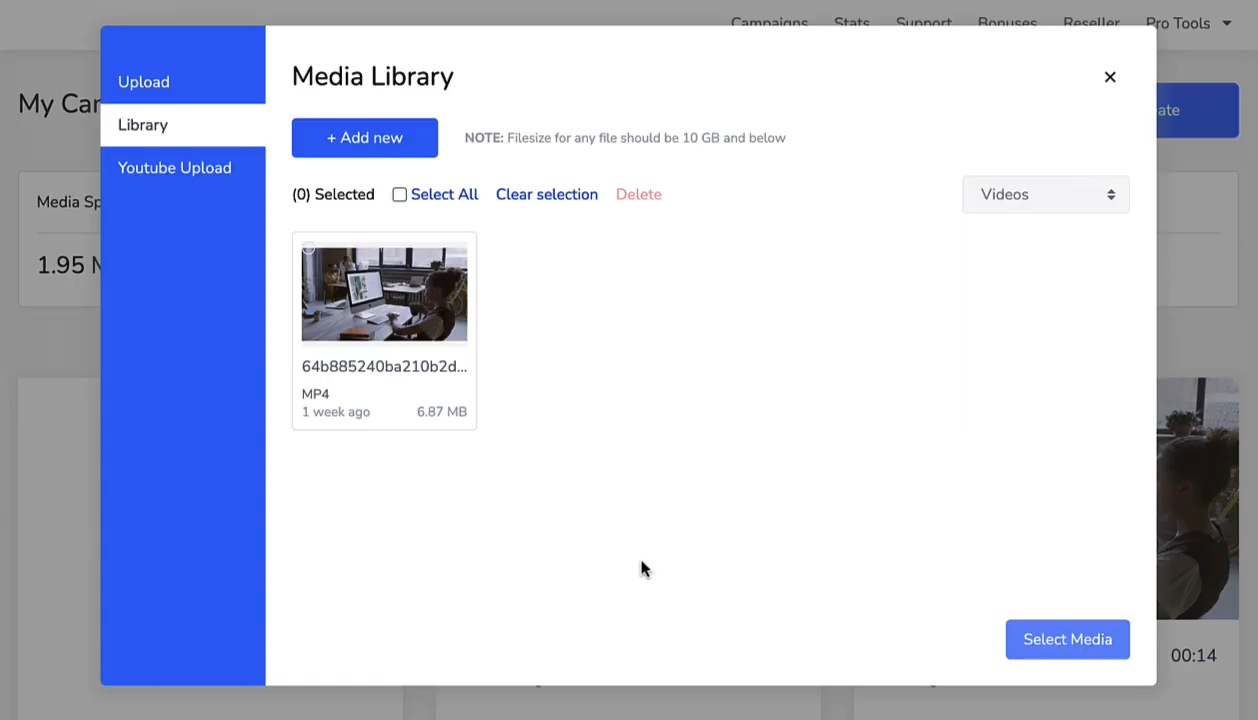 Campaigns Stats Support Bonuses Reseller Pro Tools
Upload
Library
Youtube Upload
Media Library
+ Add new
NOTE: Filesize for any file should be 10 GB and below
(0) Selected Select All Clear selection Delete
Videos
64b885240ba210b2d...
MP4
1 week ago 6.87 MB
Select Media
My Car
Media Sp
1.95
00:14